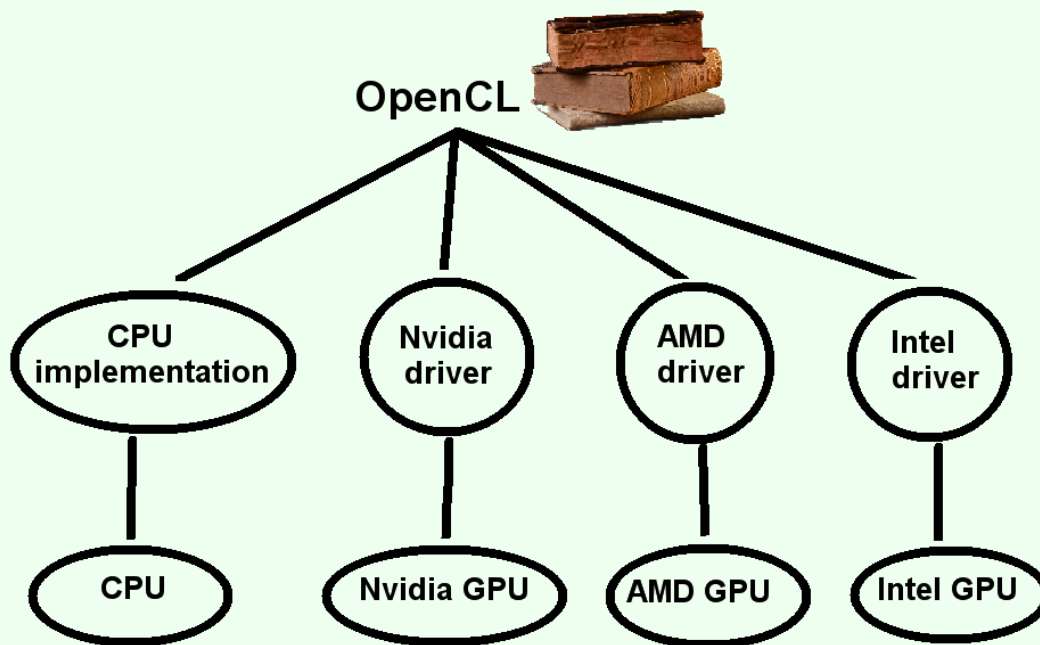 OpenCL
CPU
implementation
Nvidia
driver
AMD
driver
Intel
driver
CPU
Nvidia GPU
AMD GPU
Intel GPU